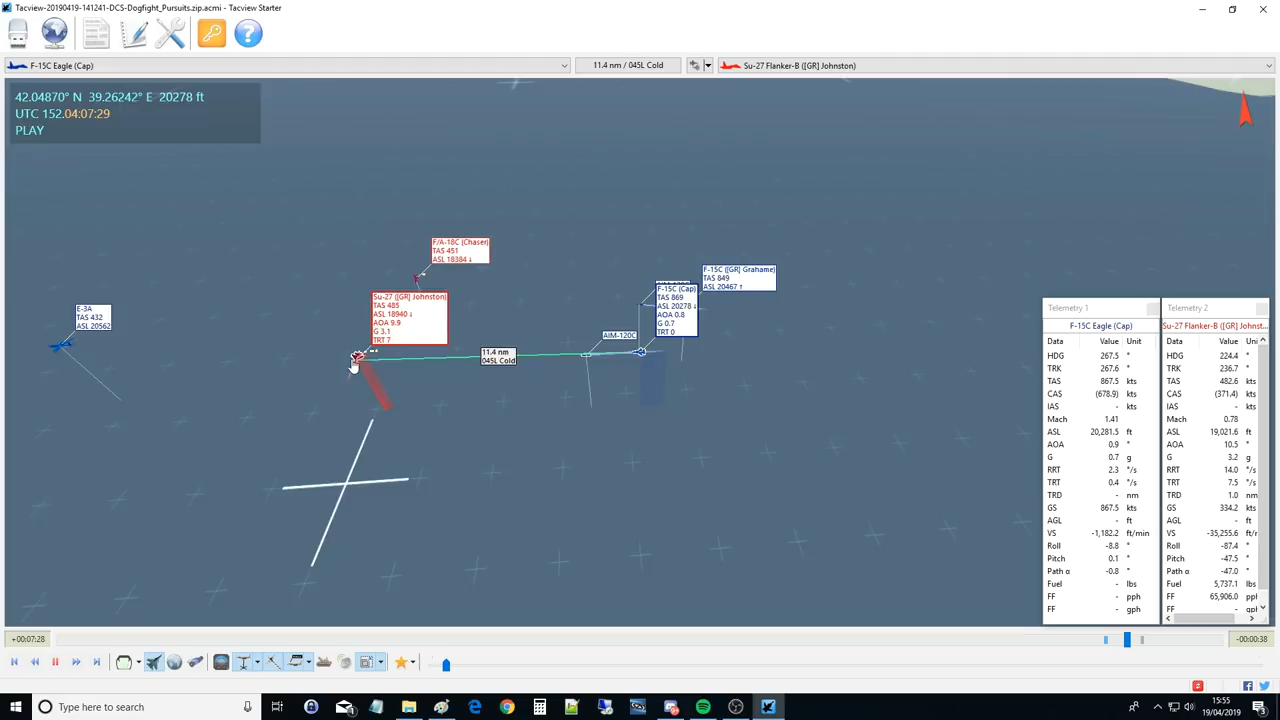 Tacview-20190419-141241-DCS-Dogfight_Pursuits.zip.acmi - Tacview Starter
F-15C Eagle (Cap)
11.4 nm / 045L Cold
Su-27 Flanker-B ([GR] Johnston)
42.04870° N 39.26242° E 20278 ft
UTC 152.04:07:29
PLAY
F/A-18C (Chaser)
TAS 451
ASL 18384 ↓
F-15C ([GR] Grahame)
TAS 849
ASL 20467 ↑
F-15C (Cap)
TAS 869
ASL 20278 ↓
AOA 0.8
G 0.7
TRT 0
Su-27 ([GR] Johnston)
TAS 485
ASL 18940 ↓
AOA 9.9
G 3.1
TRT 7
E-3A
TAS 432
ASL 20562
AIM-120C
11.4 nm
045L Cold
Telemetry 1
F-15C Eagle (Cap)
Data Value Unit
HDG 267.5 °
TRK 267.6 °
TAS 867.5 kts
CAS (678.9) kts
IAS - kts
Mach 1.41
ASL 20,281.5 ft
AOA 0.9 °
G 0.7 g
RRT 2.3 °/s
TRT 0.4 °/s
TRD - nm
GS 867.5 kts
AGL - ft
VS -1,182.2 ft/min
Roll -8.8 °
Pitch 0.1 °
Path α -0.8 °
Fuel - lbs
FF - pph
FF - gph
Telemetry 2
Su-27 Flanker-B ([GR] Johnst...
Data Value Uni
HDG 224.4 °
TRK 236.7 °
TAS 482.6 kts
CAS (371.4) kts
IAS - kts
Mach 0.78
ASL 19,021.6 ft
AOA 10.5 °
G 3.2 g
RRT 14.0 °/s
TRT 7.5 °/s
TRD 1.0 nm
GS 334.2 kts
AGL - ft
VS -35,255.6 ft/r
Roll -87.4 °
Pitch -47.5 °
Path α -47.0 °
Fuel 5,737.1 lbs
FF 65,906.0 pph
FF - gph
+00:07:28
-00:00:38
Type here to search
15:55
19/04/2019